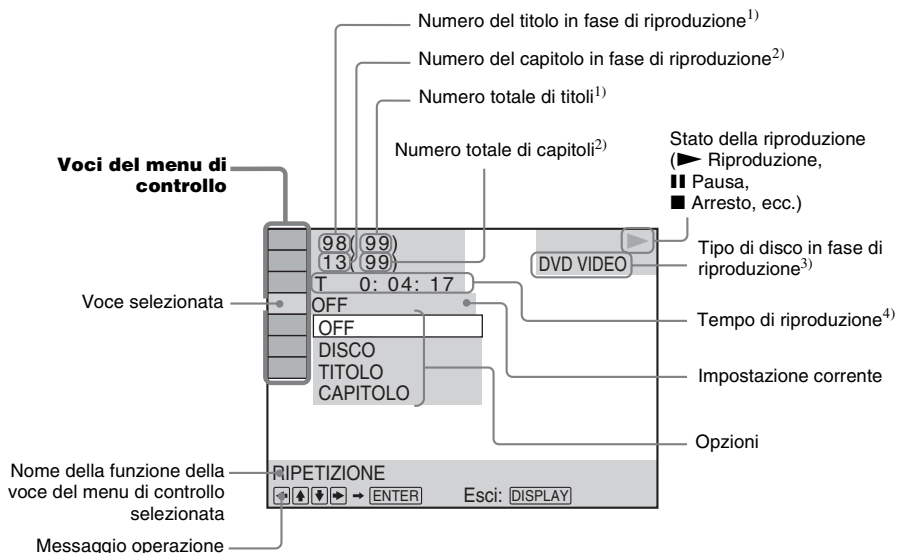 Numero del titolo in fase di riproduzione1)
Numero del capitolo in fase di riproduzione2)
Numero totale di titoli1)
Numero totale di capitoli2)
Stato della riproduzione
(► Riproduzione,
▮▮ Pausa,
■ Arresto, ecc.)
Voci del menu di
controllo
98( 99)
13( 99)
T 0: 04: 17
OFF
OFF
DISCO
TITOLO
CAPITOLO
DVD VIDEO
Tipo di disco in fase di
riproduzione3)
Voce selezionata
Tempo di riproduzione4)
Impostazione corrente
Opzioni
RIPETIZIONE
← ↑ ↓ → → ENTER Esci: DISPLAY
Nome della funzione della
voce del menu di controllo
selezionata
Messaggio operazione